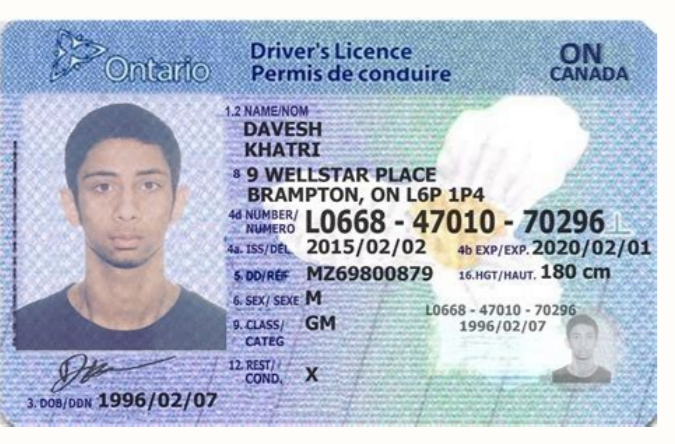 Ontario
Driver's Licence
Permis de conduire
ON
CANADA
1,2 NAME/NOM
DAVESH
KHATRI
8 9 WELLSTAR PLACE
BRAMPTON, ON L6P 1P4
4d NUMBER/ NUMERO L0668 - 47010 - 70296
4a. ISS/DÉL 2015/02/02 4b EXP/EXP. 2020/02/01
5. DD/RÉF MZ69800879 16.HGT/HAUT. 180 cm
6. SEX/ SEXE M
9. CLASS/ CATEG GM
12. REST/ COND. X
L0668 - 47010 - 70296
1996/02/07
3. DOB/DDN 1996/02/07